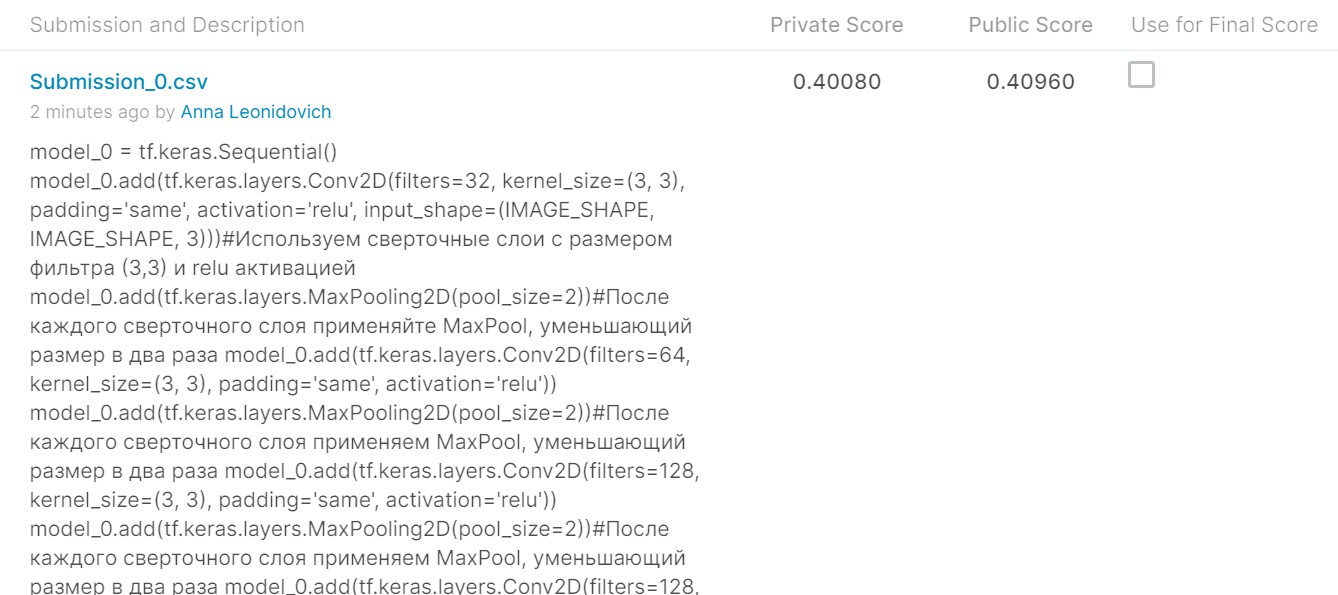 Submission and Description Private Score Public Score Use for Final Score
Submission_0.csv 0.40080 0.40960
2 minutes ago by Anna Leonidovich
model_0 = tf.keras.Sequential()
model_0.add(tf.keras.layers.Conv2D(filters=32, kernel_size=(3, 3),
padding='same', activation='relu', input_shape=(IMAGE_SHAPE,
IMAGE_SHAPE, 3)))#Используем сверточные слои с размером
фильтра (3,3) и relu активацией
model_0.add(tf.keras.layers.MaxPooling2D(pool_size=2))#После
каждого сверточного слоя применяйте MaxPool, уменьшающий
размер в два раза model_0.add(tf.keras.layers.Conv2D(filters=64,
kernel_size=(3, 3), padding='same', activation='relu'))
model_0.add(tf.keras.layers.MaxPooling2D(pool_size=2))#После
каждого сверточного слоя применяем MaxPool, уменьшающий
размер в два раза model_0.add(tf.keras.layers.Conv2D(filters=128,
kernel_size=(3, 3), padding='same', activation='relu'))
model_0.add(tf.keras.layers.MaxPooling2D(pool_size=2))#После
каждого сверточного слоя применяем MaxPool, уменьшающий
размер в два раза model_0.add(tf.keras.layers.Conv2D(filters=128,